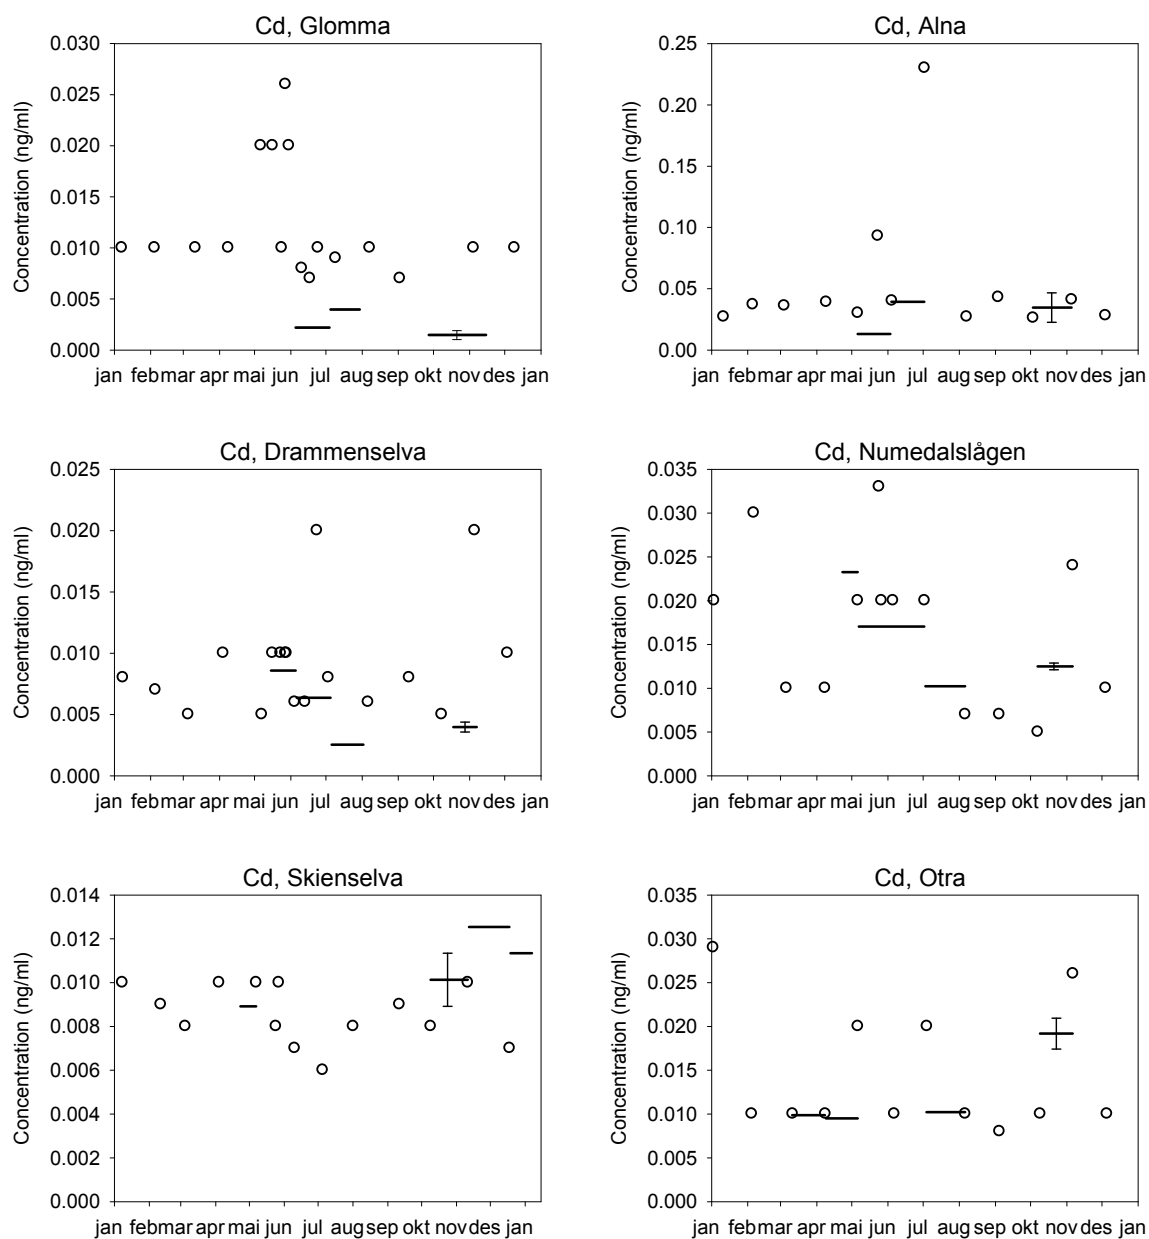 Cd, Glomma
Concentration (ng/ml)
0.030
0.025
0.020
0.015
0.010
0.005
0.000
jan feb mar apr mai jun jul aug sep okt nov des jan
Cd, Alna
Concentration (ng/ml)
0.25
0.20
0.15
0.10
0.05
0.00
jan feb mar apr mai jun jul aug sep okt nov des jan
Cd, Drammenselva
Concentration (ng/ml)
0.025
0.020
0.015
0.010
0.005
0.000
jan feb mar apr mai jun jul aug sep okt nov des jan
Cd, Numedalslågen
Concentration (ng/ml)
0.035
0.030
0.025
0.020
0.015
0.010
0.005
0.000
jan feb mar apr mai jun jul aug sep okt nov des jan
Cd, Skienselva
Concentration (ng/ml)
0.014
0.012
0.010
0.008
0.006
0.004
0.002
0.000
jan feb mar apr mai jun jul aug sep okt nov des jan
Cd, Otra
Concentration (ng/ml)
0.035
0.030
0.025
0.020
0.015
0.010
0.005
0.000
jan feb mar apr mai jun jul aug sep okt nov des jan